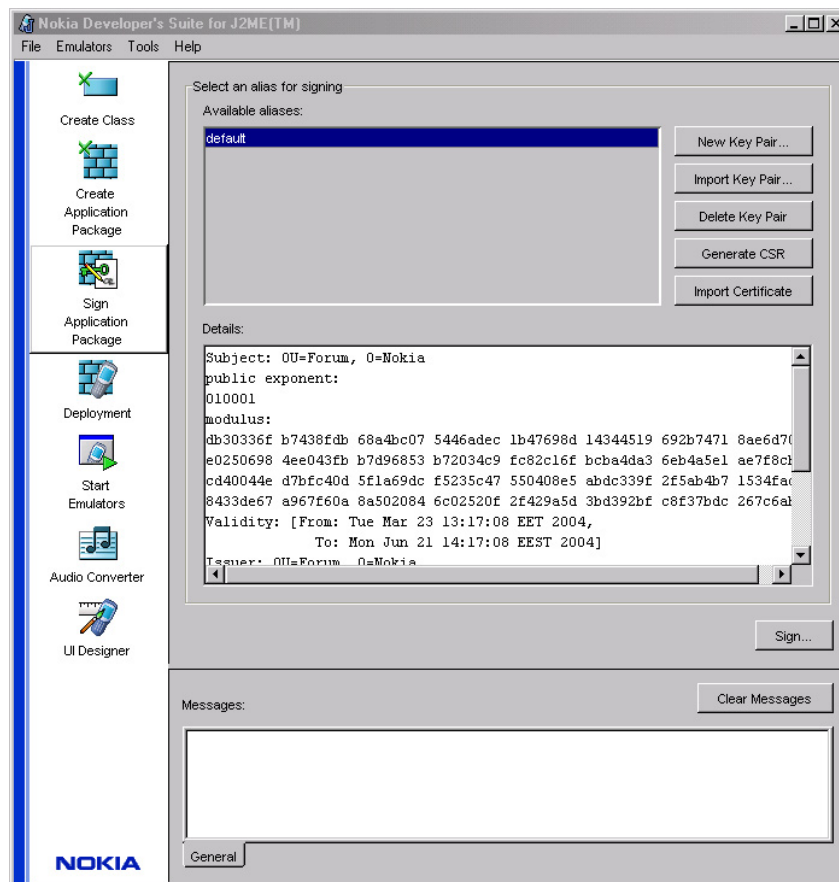 Nokia Developer's Suite for J2ME(TM)
File Emulators Tools Help
Create Class
Create
Application
Package
Sign
Application
Package
Deployment
Start
Emulators
Audio Converter
UI Designer
NOKIA
Select an alias for signing
Available aliases:
default
New Key Pair...
Import Key Pair...
Delete Key Pair
Generate CSR
Import Certificate
Details:
Subject: OU=Forum, O=Nokia
public exponent:
010001
modulus:
db30336f b7438fdb 68a4bc07 5446adec 1b47698d 14344519 692b7471
e0250698 4ee043fb b7d96853 b72034c9 fc82c16f bcba4da3 6eb4a5e1
cd40044e d7bfc40d 5f1a69dc f5235c47 550408e5 abdc339f 2f5ab4b7
8433de67 a967f60a 8a502084 6c02520f 2f429a5d 3bd392bf c8f37bdc
Validity: [From: Tue Mar 23 13:17:08 EET 2004,
To: Mon Jun 21 14:17:08 EEST 2004]
Issuer: OU=Forum, O=Nokia
Sign...
Messages:
Clear Messages
General